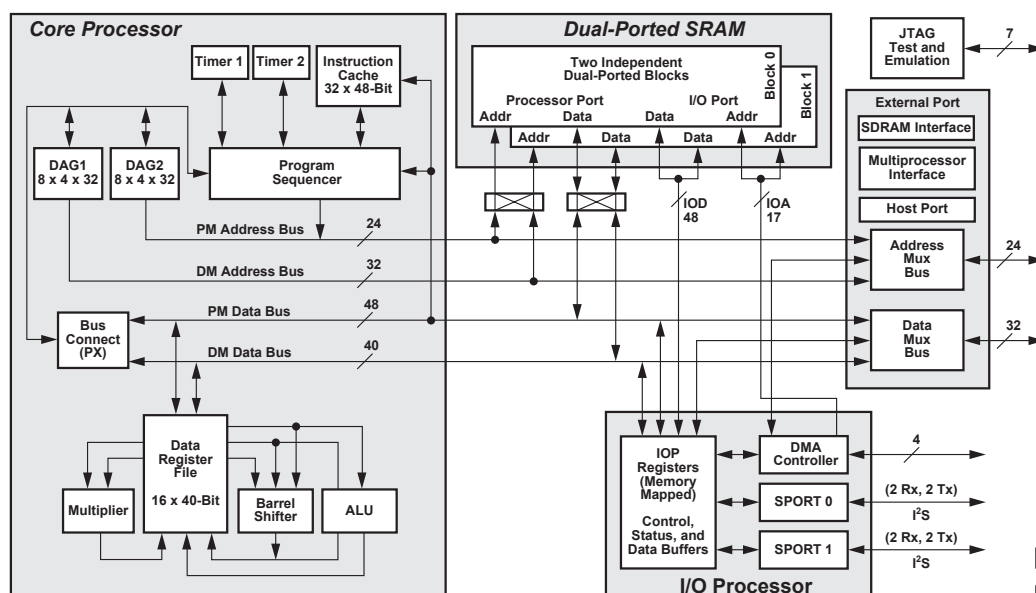 Core Processor
Timer 1
Timer 2
Instruction
Cache
32 x 48-Bit
DAG1
8 x 4 x 32
DAG2
8 x 4 x 32
Program
Sequencer
PM Address Bus
24
DM Address Bus
32
PM Data Bus
48
DM Data Bus
40
Bus
Connect
(PX)
Data
Register
File
16 x 40-Bit
Multiplier
Barrel
Shifter
ALU
Dual-Ported SRAM
Two Independent
Dual-Ported Blocks
Block 0
Block 1
Processor Port
I/O Port
Addr
Data
Data
Addr
Addr
Data
Data
Addr
IOD
48
IOA
17
JTAG
Test and
Emulation
7
External Port
SDRAM Interface
Multiprocessor
Interface
Host Port
Address
Mux
Bus
24
Data
Mux
Bus
32
IOP
Registers
(Memory
Mapped)
Control,
Status, and
Data Buffers
DMA
Controller
4
SPORT 0
(2 Rx, 2 Tx)
I²S
SPORT 1
(2 Rx, 2 Tx)
I²S
I/O Processor